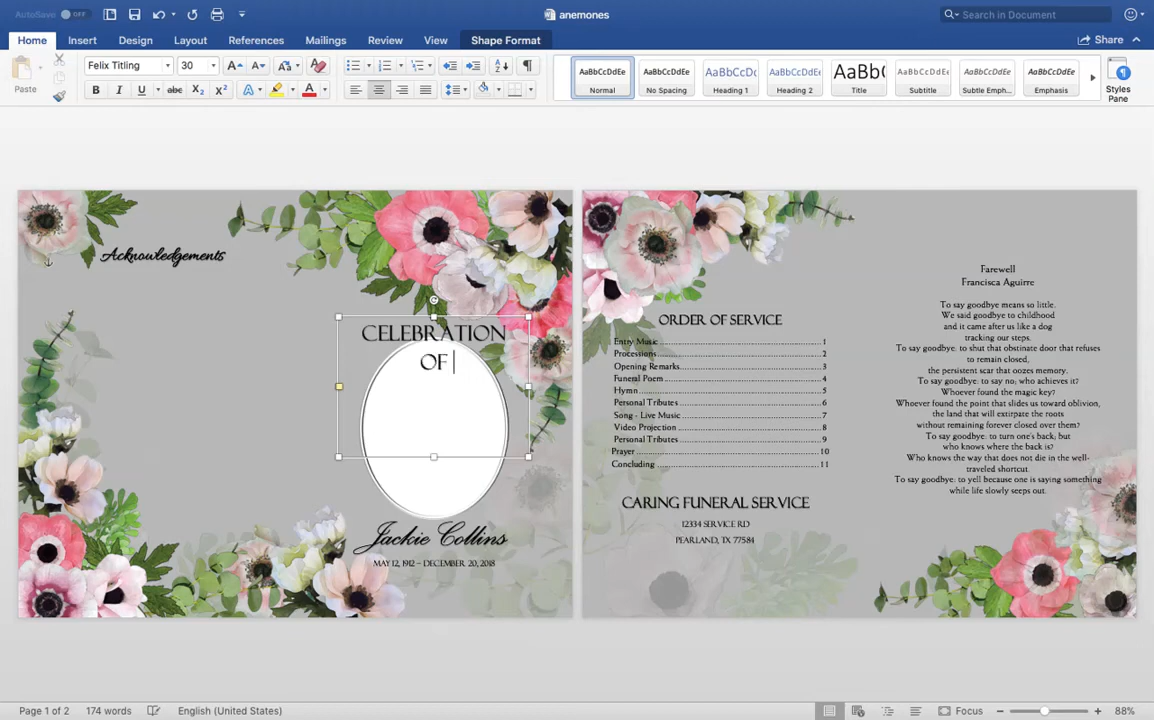 AutoSave OFF
anemones
Search in Document
Home Insert Design Layout References Mailings Review View Shape Format
Share
Paste
Felix Titling 30
AaBbCcDdEe AaBbCcDdEe AaBbCcDc AaBbCcDdEe AaBb( AaBbCcDdEe AaBbCcDdEe AaBbCcDdEe
Normal No Spacing Heading 1 Heading 2 Title Subtitle Subtle Emph... Emphasis
Styles
Pane
Acknowledgements
CELEBRATION
OF
Jackie Collins
MAY 12, 1912 – DECEMBER 20, 2018
ORDER OF SERVICE
Entry Music 1
Processions 2
Opening Remarks 3
Funeral Poem 4
Hymn 5
Personal Tributes 6
Song - Live Music 7
Video Projection 8
Personal Tributes 9
Prayer 10
Concluding 11
CARING FUNERAL SERVICE
12334 SERVICE RD
PEARLAND, TX 77584
Farewell
Francisca Aguirre
To say goodbye means so little.
We said goodbye to childhood
and it came after us like a dog
tracking our steps.
To say goodbye: to shut that obstinate door that refuses
to remain closed,
the persistent scar that oozes memory.
To say goodbye: to say no; who achieves it?
Whoever found the magic key?
Whoever found the point that slides us toward oblivion,
the land that will extirpate the roots
without remaining forever closed over them?
To say goodbye: to turn one's back; but
who knows where the back is?
Who knows the way that does not die in the well-
traveled shortcut.
To say goodbye: to yell because one is saying something
while life slowly seeps out.
Page 1 of 2 174 words English (United States) Focus 88%